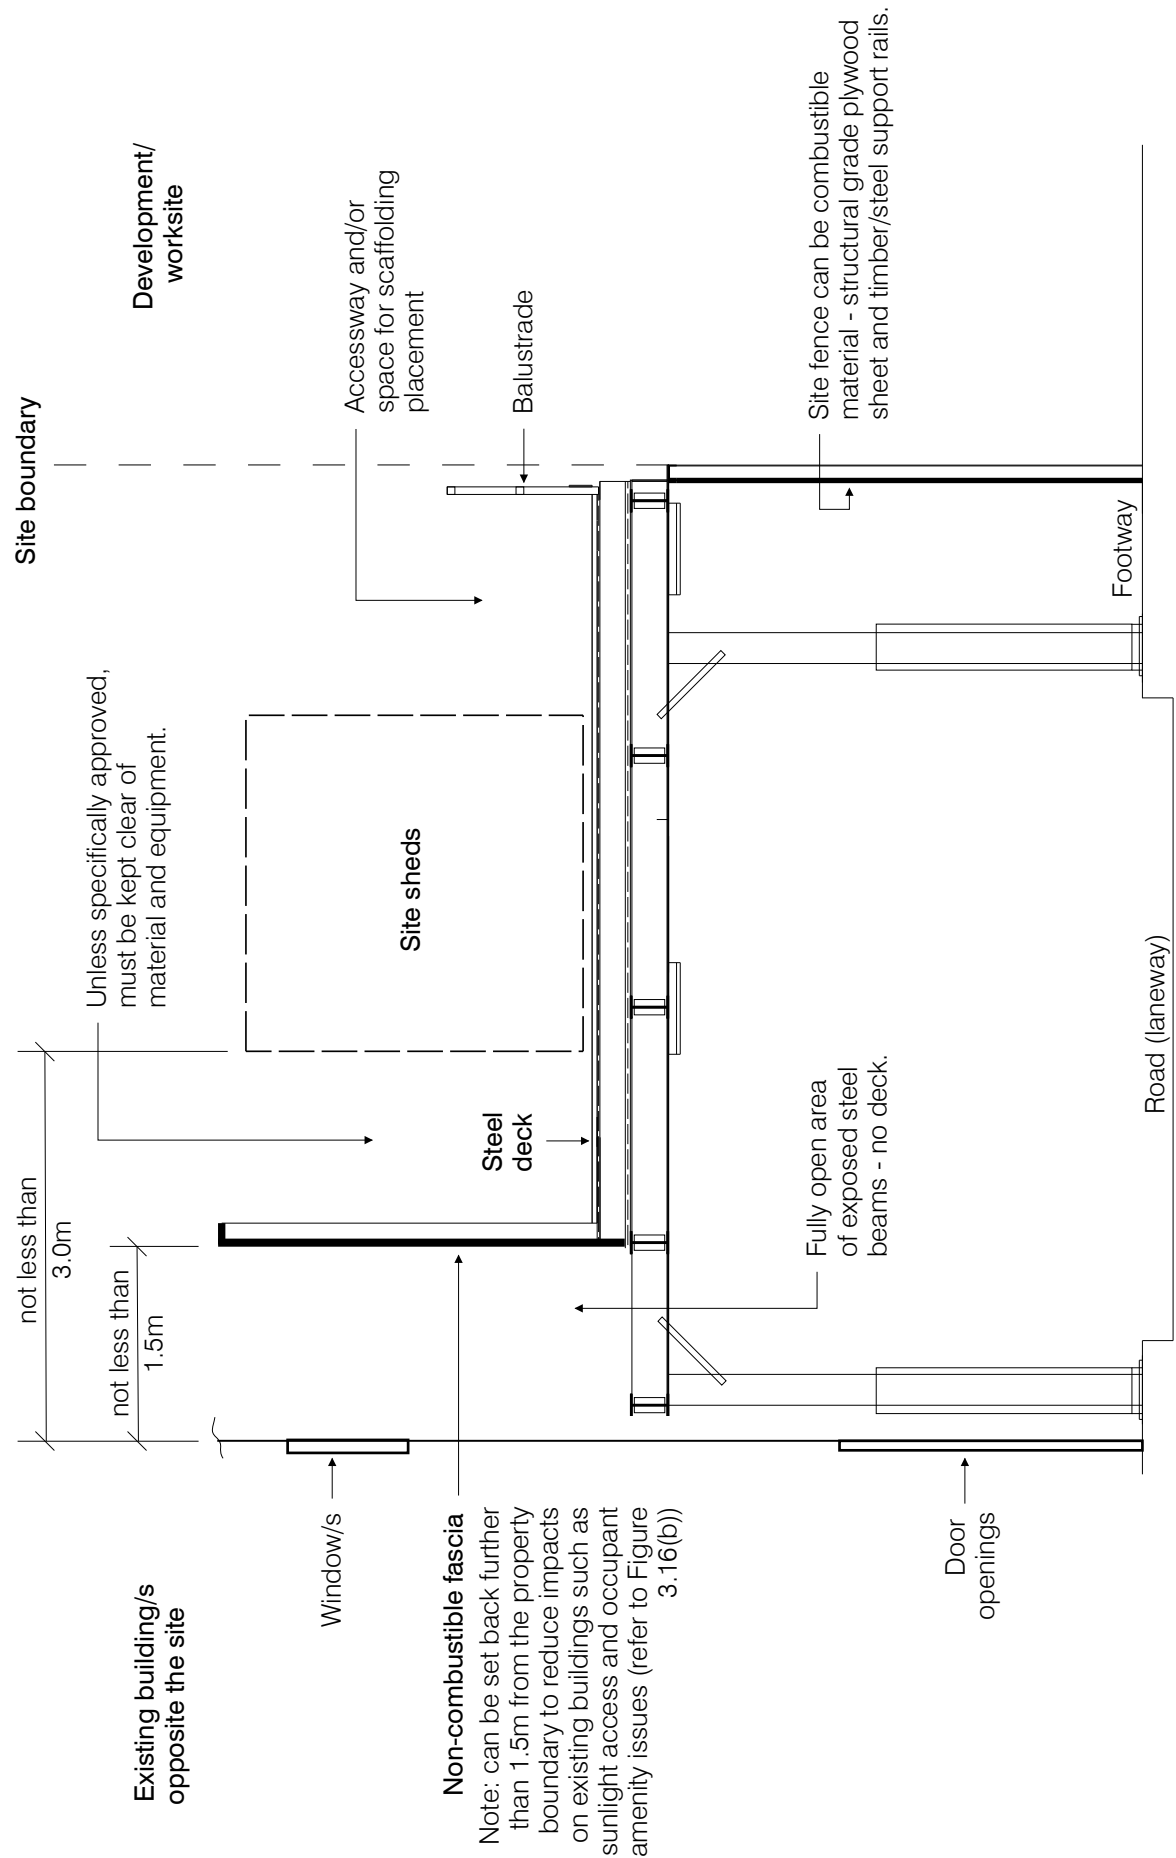 Site boundary
Existing building/s
opposite the site
Development/
worksite
not less than
3.0m
not less than
1.5m
Unless specifically approved,
must be kept clear of
material and equipment.
Accessway and/or
space for scaffolding
placement
Window/s
Site sheds
Non-combustible fascia
Note: can be set back further
than 1.5m from the property
boundary to reduce impacts
on existing buildings such as
sunlight access and occupant
amenity issues (refer to Figure
3.16(b))
Steel
deck
Balustrade
Fully open area
of exposed steel
beams - no deck.
Site fence can be combustible
material - structural grade plywood
sheet and timber/steel support rails.
Door
openings
Footway
Road (laneway)